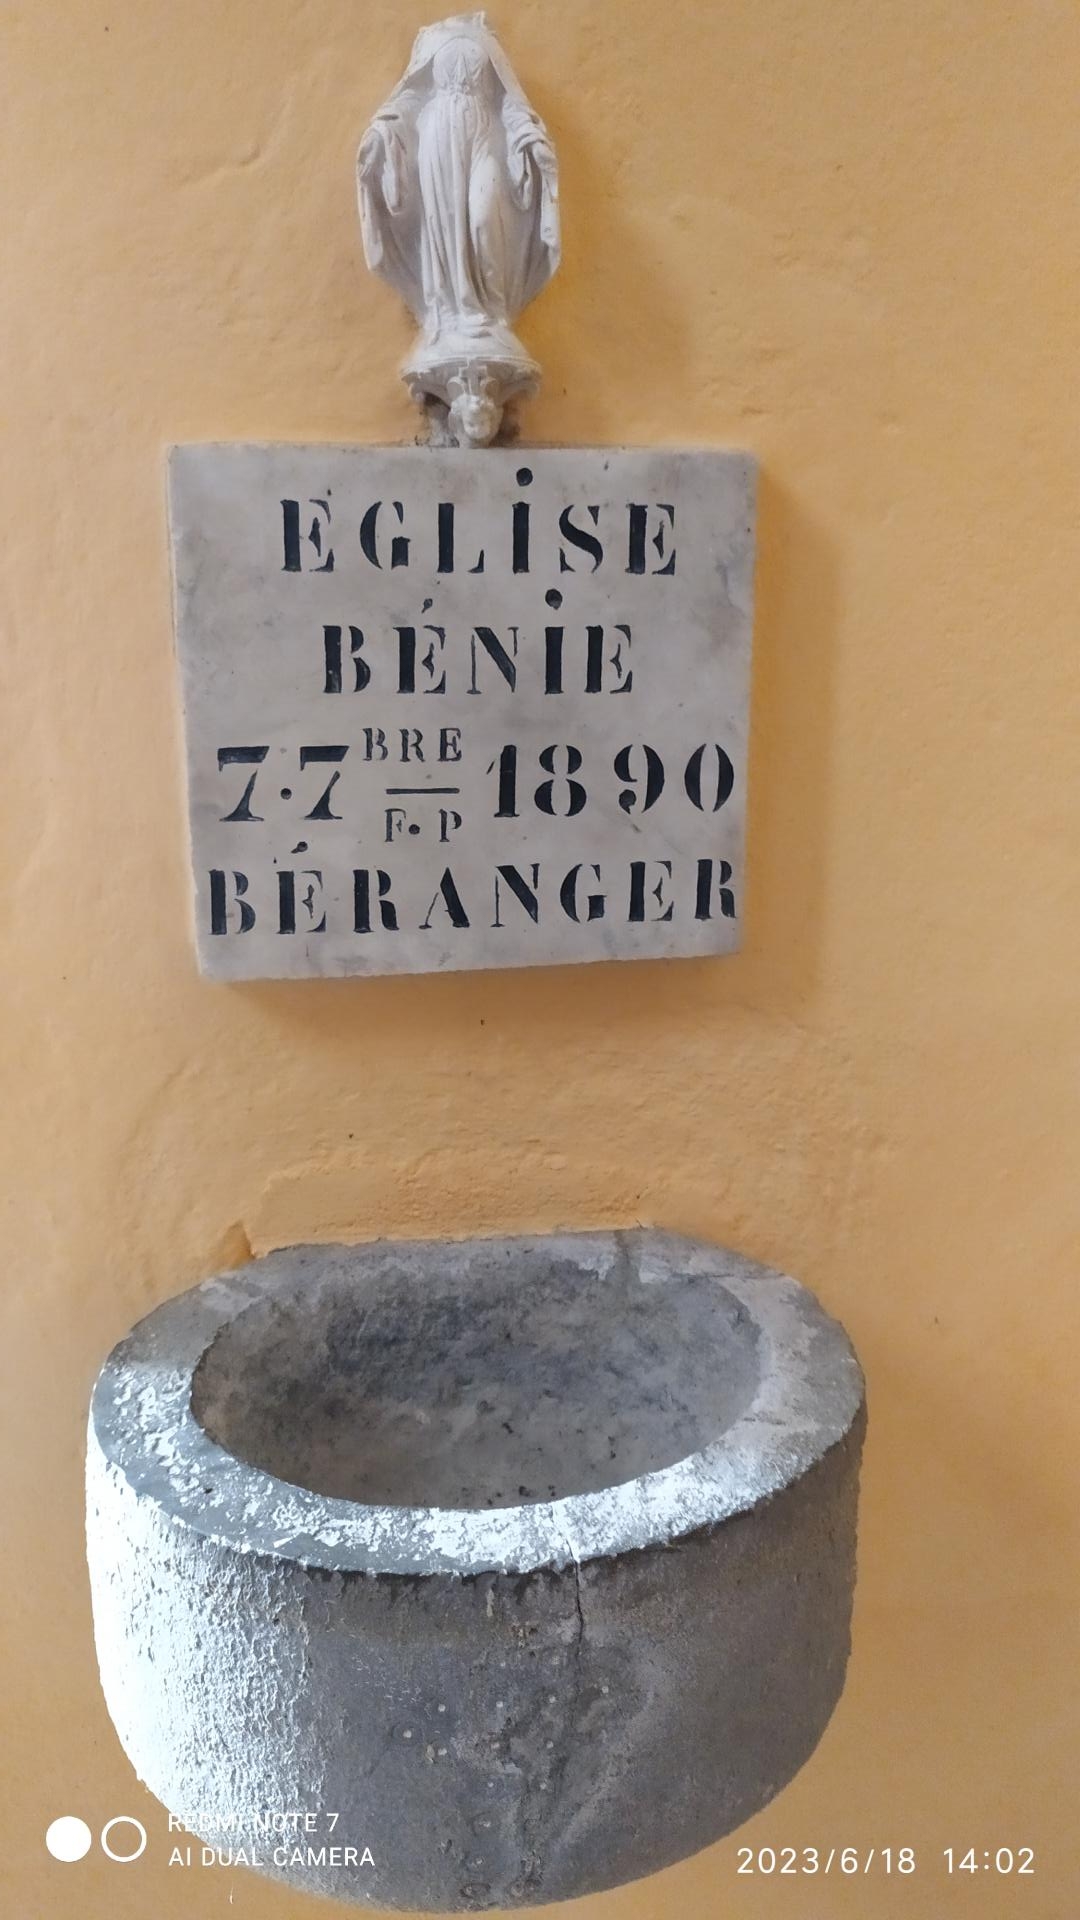 EGLiSE
BÉNiE
7·7BRE 1890
F. P
BÉRANGER
REDMI NOTE 7
AI DUAL CAMERA
2023/6/18 14:02